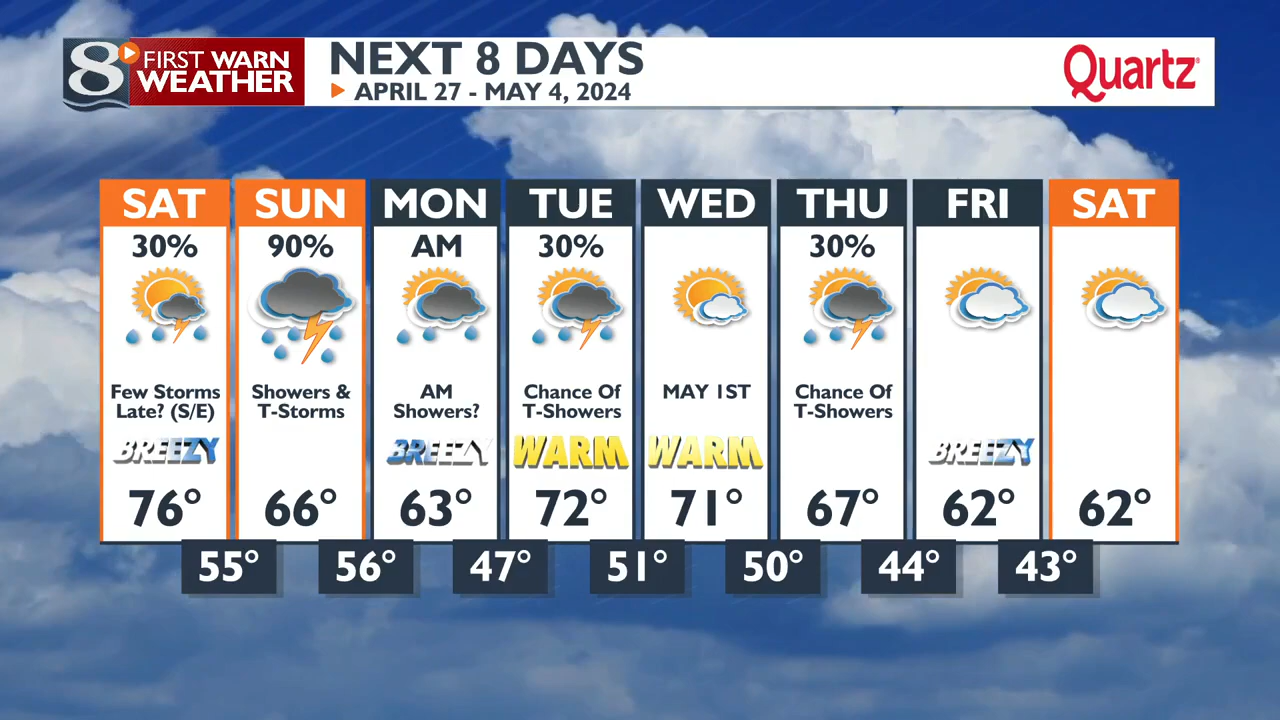 8 FIRST WARN
WEATHER
NEXT 8 DAYS
APRIL 27 - MAY 4, 2024
Quartz
SAT
30%
Few Storms
Late? (S/E)
BREEZY
76°
SUN
90%
Showers &
T-Storms
66°
MON
AM
AM
Showers?
BREEZY
63°
TUE
30%
Chance Of
T-Showers
WARM
72°
WED
MAY 1ST
WARM
71°
THU
30%
Chance Of
T-Showers
67°
FRI
BREEZY
62°
SAT
62°
55° 56° 47° 51° 50° 44° 43°